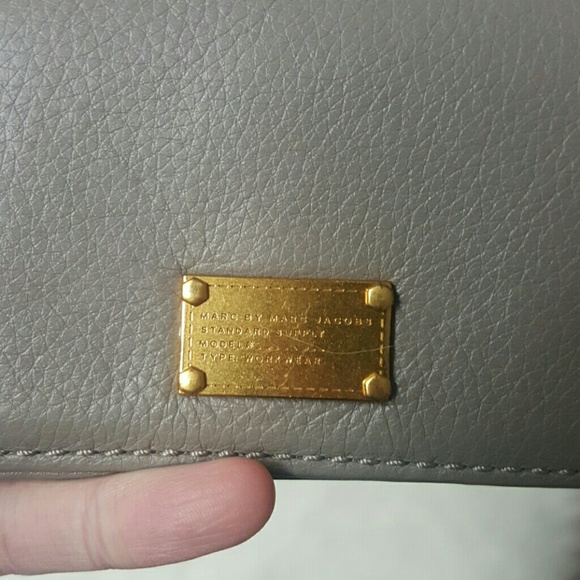 MARC BY MARC JACOBS
STANDARD SUPPLY
MODEL#
TYPE: WORKWEAR